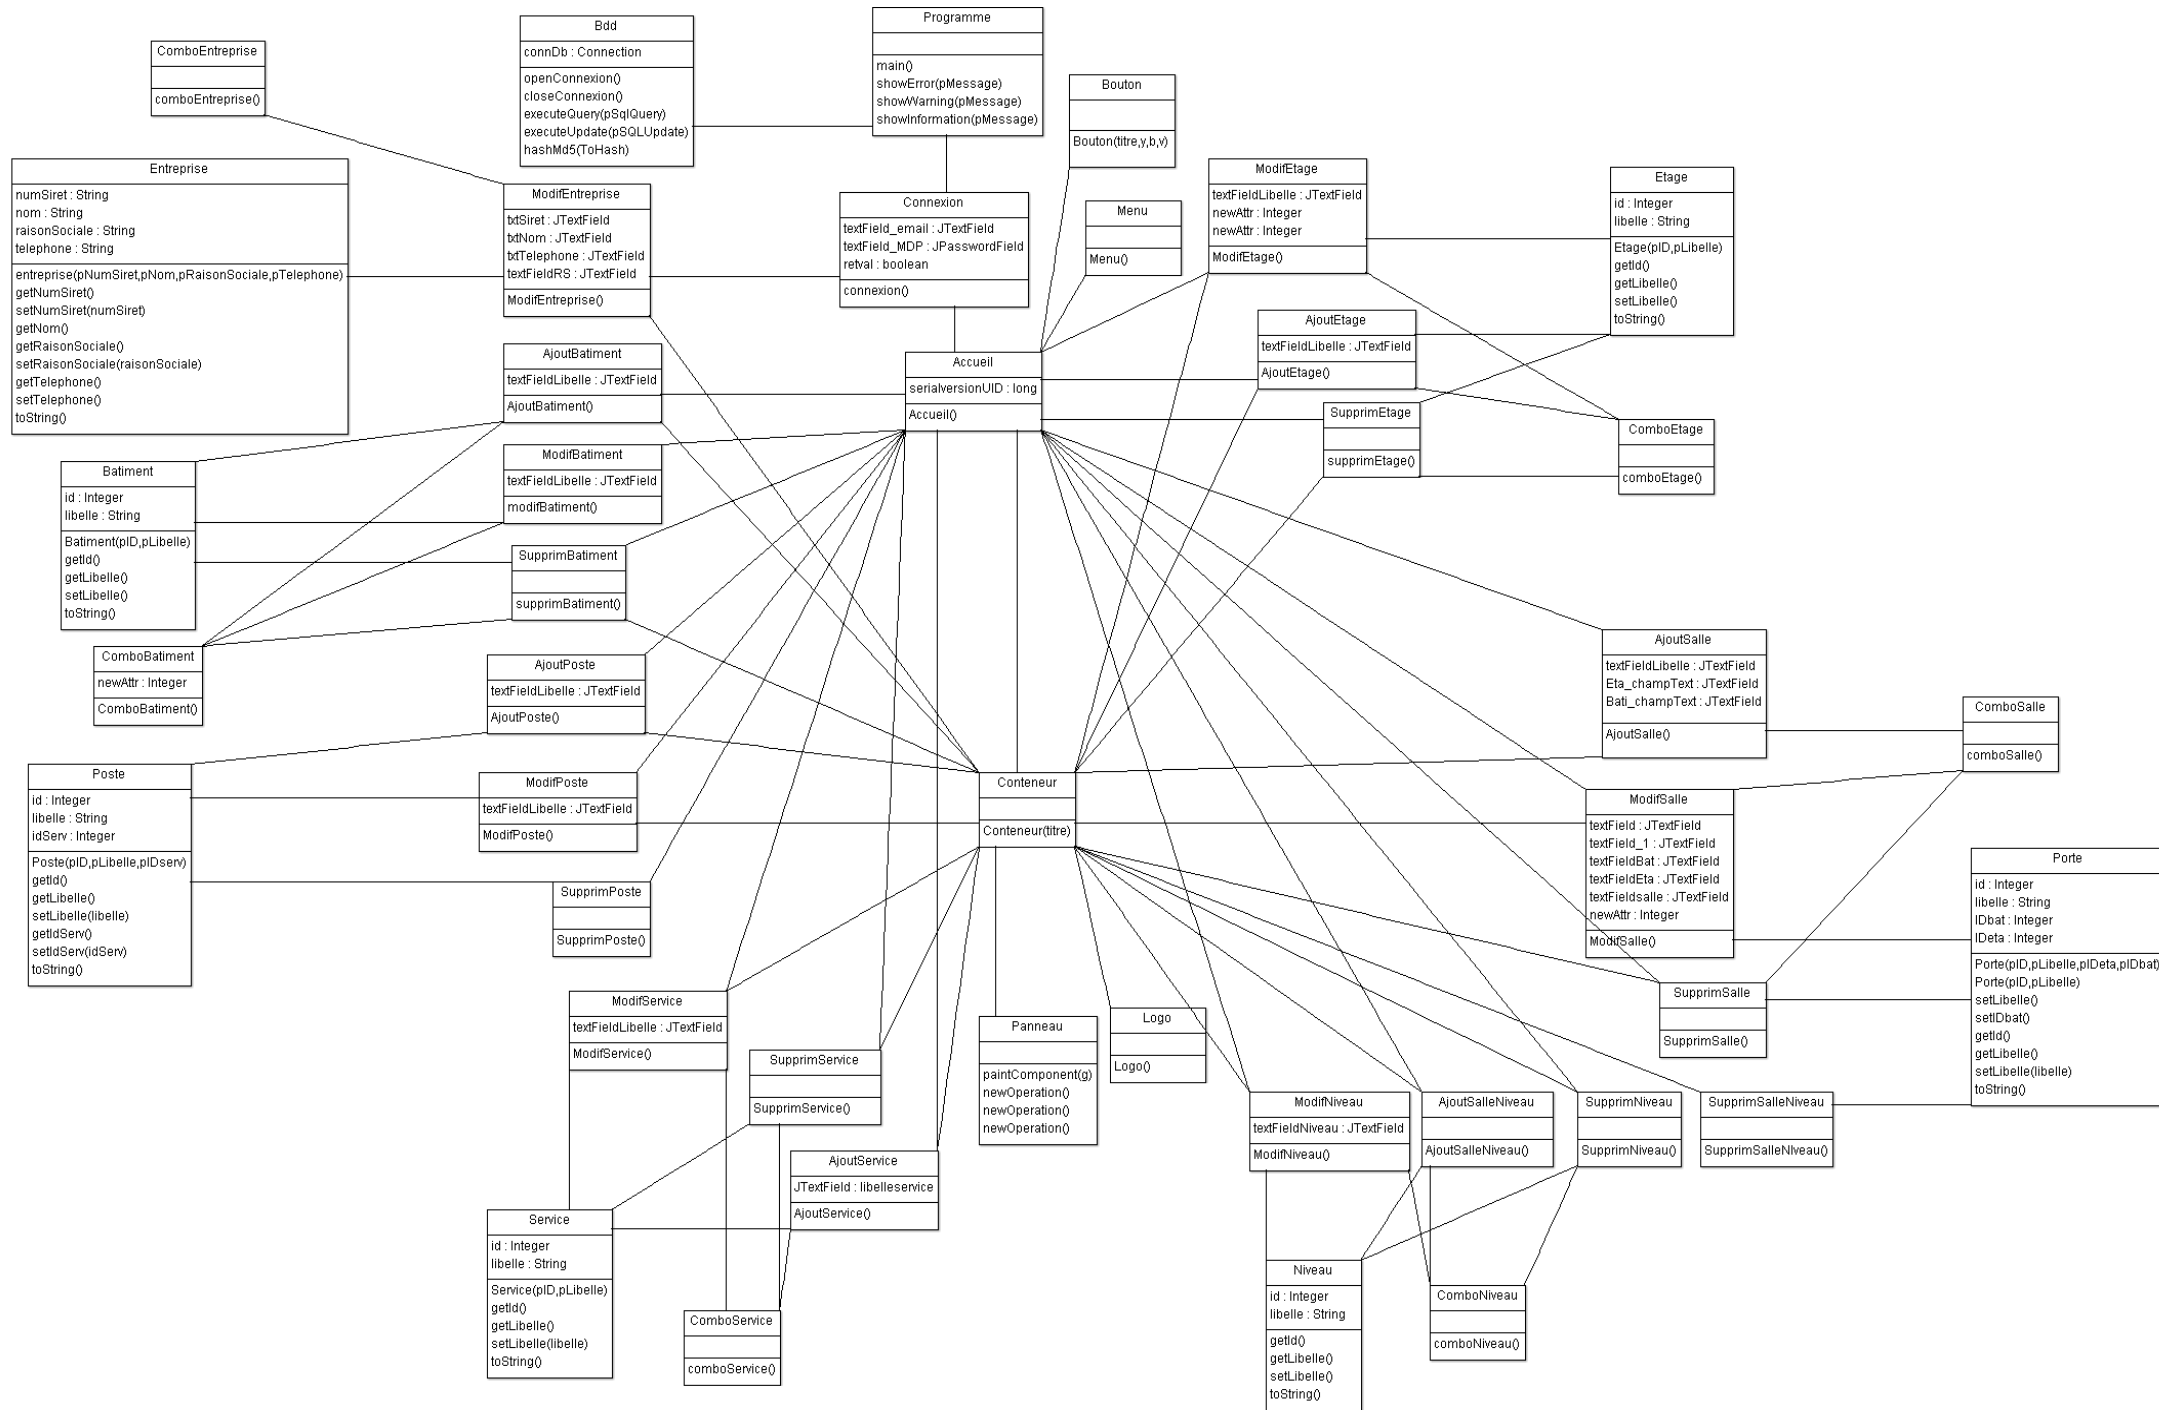 ComboEntreprise
comboEntreprise()
Bdd
connDb : Connection
openConnexion()
closeConnexion()
executeQuery(pSqlQuery)
executeUpdate(pSQLUpdate)
hashMd5(ToHash)
Programme
main()
showError(pMessage)
showWarning(pMessage)
showInformation(pMessage)
Bouton
Bouton(titre,y,b,v)
Entreprise
numSiret : String
nom : String
raisonSociale : String
telephone : String
entreprise(pNumSiret,pNom,pRaisonSociale,pTelephone)
getNumSiret()
setNumSiret(numSiret)
getNom()
getRaisonSociale()
setRaisonSociale(raisonSociale)
getTelephone()
setTelephone()
toString()
ModifEntreprise
txtSiret : JTextField
txtNom : JTextField
txtTelephone : JTextField
textFieldRS : JTextField
ModifEntreprise()
Connexion
textField_email : JTextField
textField_MDP : JPasswordField
retval : boolean
connexion()
Menu
Menu()
ModifEtage
textFieldLibelle : JTextField
newAttr : Integer
newAttr : Integer
ModifEtage()
Etage
id : Integer
libelle : String
Etage(pID,pLibelle)
getId()
getLibelle()
setLibelle()
toString()
AjoutBatiment
textFieldLibelle : JTextField
AjoutBatiment()
Accueil
serialversionUID : long
Accueil()
AjoutEtage
textFieldLibelle : JTextField
AjoutEtage()
SupprimEtage
supprimEtage()
ComboEtage
comboEtage()
Batiment
id : Integer
libelle : String
Batiment(pID,pLibelle)
getId()
getLibelle()
setLibelle()
toString()
ModifBatiment
textFieldLibelle : JTextField
modifBatiment()
SupprimBatiment
supprimBatiment()
ComboBatiment
newAttr : Integer
ComboBatiment()
AjoutPoste
textFieldLibelle : JTextField
AjoutPoste()
AjoutSalle
textFieldLibelle : JTextField
Eta_champText : JTextField
Bati_champText : JTextField
AjoutSalle()
ComboSalle
comboSalle()
Poste
id : Integer
libelle : String
idServ : Integer
Poste(pID,pLibelle,pIDserv)
getId()
getLibelle()
setLibelle(libelle)
getIdServ()
setIdServ(idServ)
toString()
ModifPoste
textFieldLibelle : JTextField
ModifPoste()
Conteneur
Conteneur(titre)
ModifSalle
textField : JTextField
textField_1 : JTextField
textFieldBat : JTextField
textFieldEta : JTextField
textFieldsalle : JTextField
newAttr : Integer
ModifSalle()
Porte
id : Integer
libelle : String
IDbat : Integer
IDeta : Integer
Porte(pID,pLibelle,pIDeta,pIDbat)
Porte(pID,pLibelle)
setLibelle()
setIDbat()
getId()
getLibelle()
setLibelle(libelle)
toString()
SupprimPoste
SupprimPoste()
SupprimSalle
SupprimSalle()
ModifService
textFieldLibelle : JTextField
ModifService()
SupprimService
SupprimService()
Panneau
paintComponent(g)
newOperation()
newOperation()
newOperation()
Logo
Logo()
ModifNiveau
textFieldNiveau : JTextField
ModifNiveau()
AjoutSalleNiveau
AjoutSalleNiveau()
SupprimNiveau
SupprimNiveau()
SupprimSalleNiveau
SupprimSalleNIveau()
AjoutService
JTextField : libelleservice
AjoutService()
Service
id : Integer
libelle : String
Service(pID,pLibelle)
getId()
getLibelle()
setLibelle(libelle)
toString()
ComboService
comboService()
Niveau
id : Integer
libelle : String
getId()
getLibelle()
setLibelle()
toString()
ComboNiveau
comboNiveau()